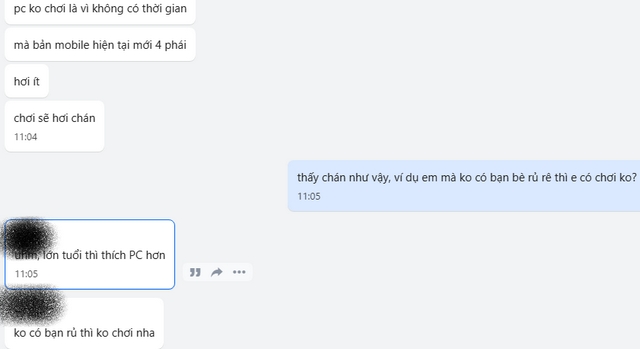 pc ko chơi là vì không có thời gian
mà bản mobile hiện tại mới 4 phái
hơi ít
chơi sẽ hơi chán
11:04
thấy chán như vậy, ví dụ em mà ko có bạn bè rủ rê thì e có chơi ko?
11:05
lớn tuổi thì thích PC hơn
11:05
ko có bạn rủ thì ko chơi nha